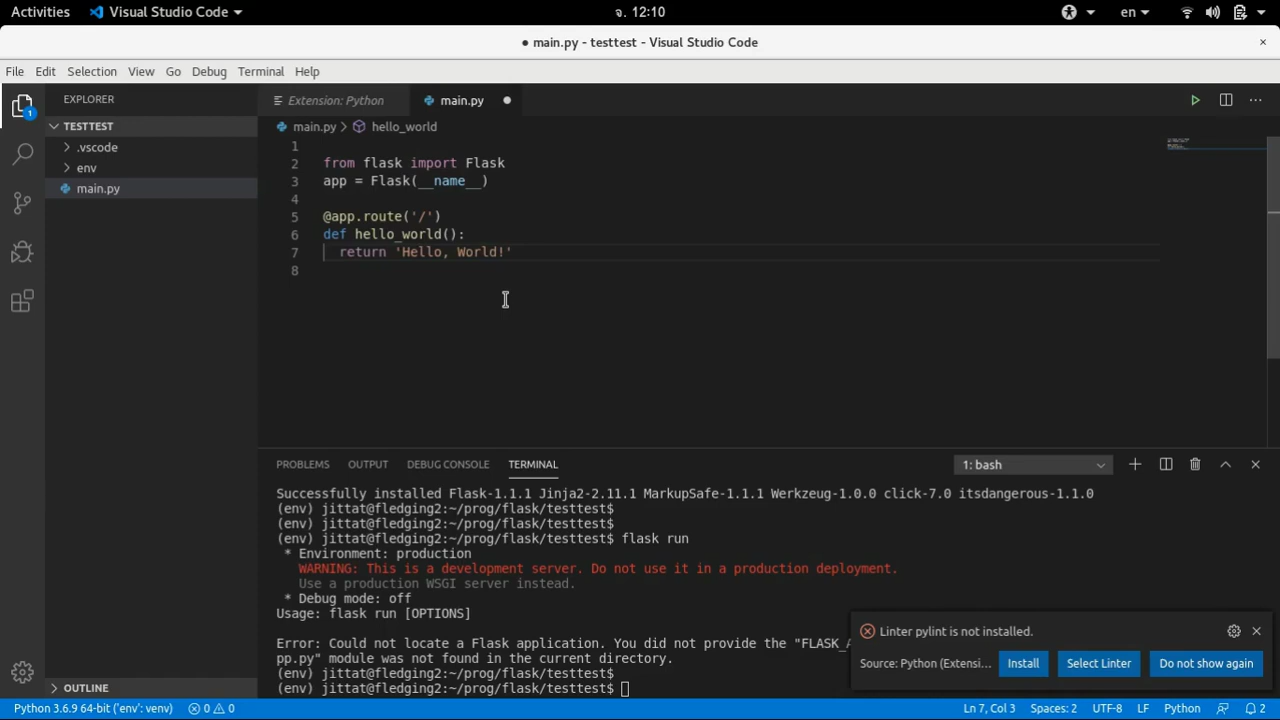 Activities Visual Studio Code จ. 12:10 en
● main.py - testtest - Visual Studio Code
File Edit Selection View Go Debug Terminal Help
EXPLORER
Extension: Python main.py
TESTTEST
.vscode
env
main.py
1
main.py > hello_world
1
2 from flask import Flask
3 app = Flask(__name__)
4
5 @app.route('/')
6 def hello_world():
7 return 'Hello, World!'
8
PROBLEMS OUTPUT DEBUG CONSOLE TERMINAL 1: bash
Successfully installed Flask-1.1.1 Jinja2-2.11.1 MarkupSafe-1.1.1 Werkzeug-1.0.0 click-7.0 itsdangerous-1.1.0
(env) jittat@fledging2:~/prog/flask/testtest$
(env) jittat@fledging2:~/prog/flask/testtest$
(env) jittat@fledging2:~/prog/flask/testtest$ flask run
* Environment: production
WARNING: This is a development server. Do not use it in a production deployment.
Use a production WSGI server instead.
* Debug mode: off
Usage: flask run [OPTIONS]
Error: Could not locate a Flask application. You did not provide the "FLASK_A
pp.py" module was not found in the current directory.
(env) jittat@fledging2:~/prog/flask/testtest$
(env) jittat@fledging2:~/prog/flask/testtest$
Linter pylint is not installed.
Source: Python (Extensi... Install Select Linter Do not show again
OUTLINE
Python 3.6.9 64-bit ('env': venv) 0 0 Ln 7, Col 3 Spaces: 2 UTF-8 LF Python 2